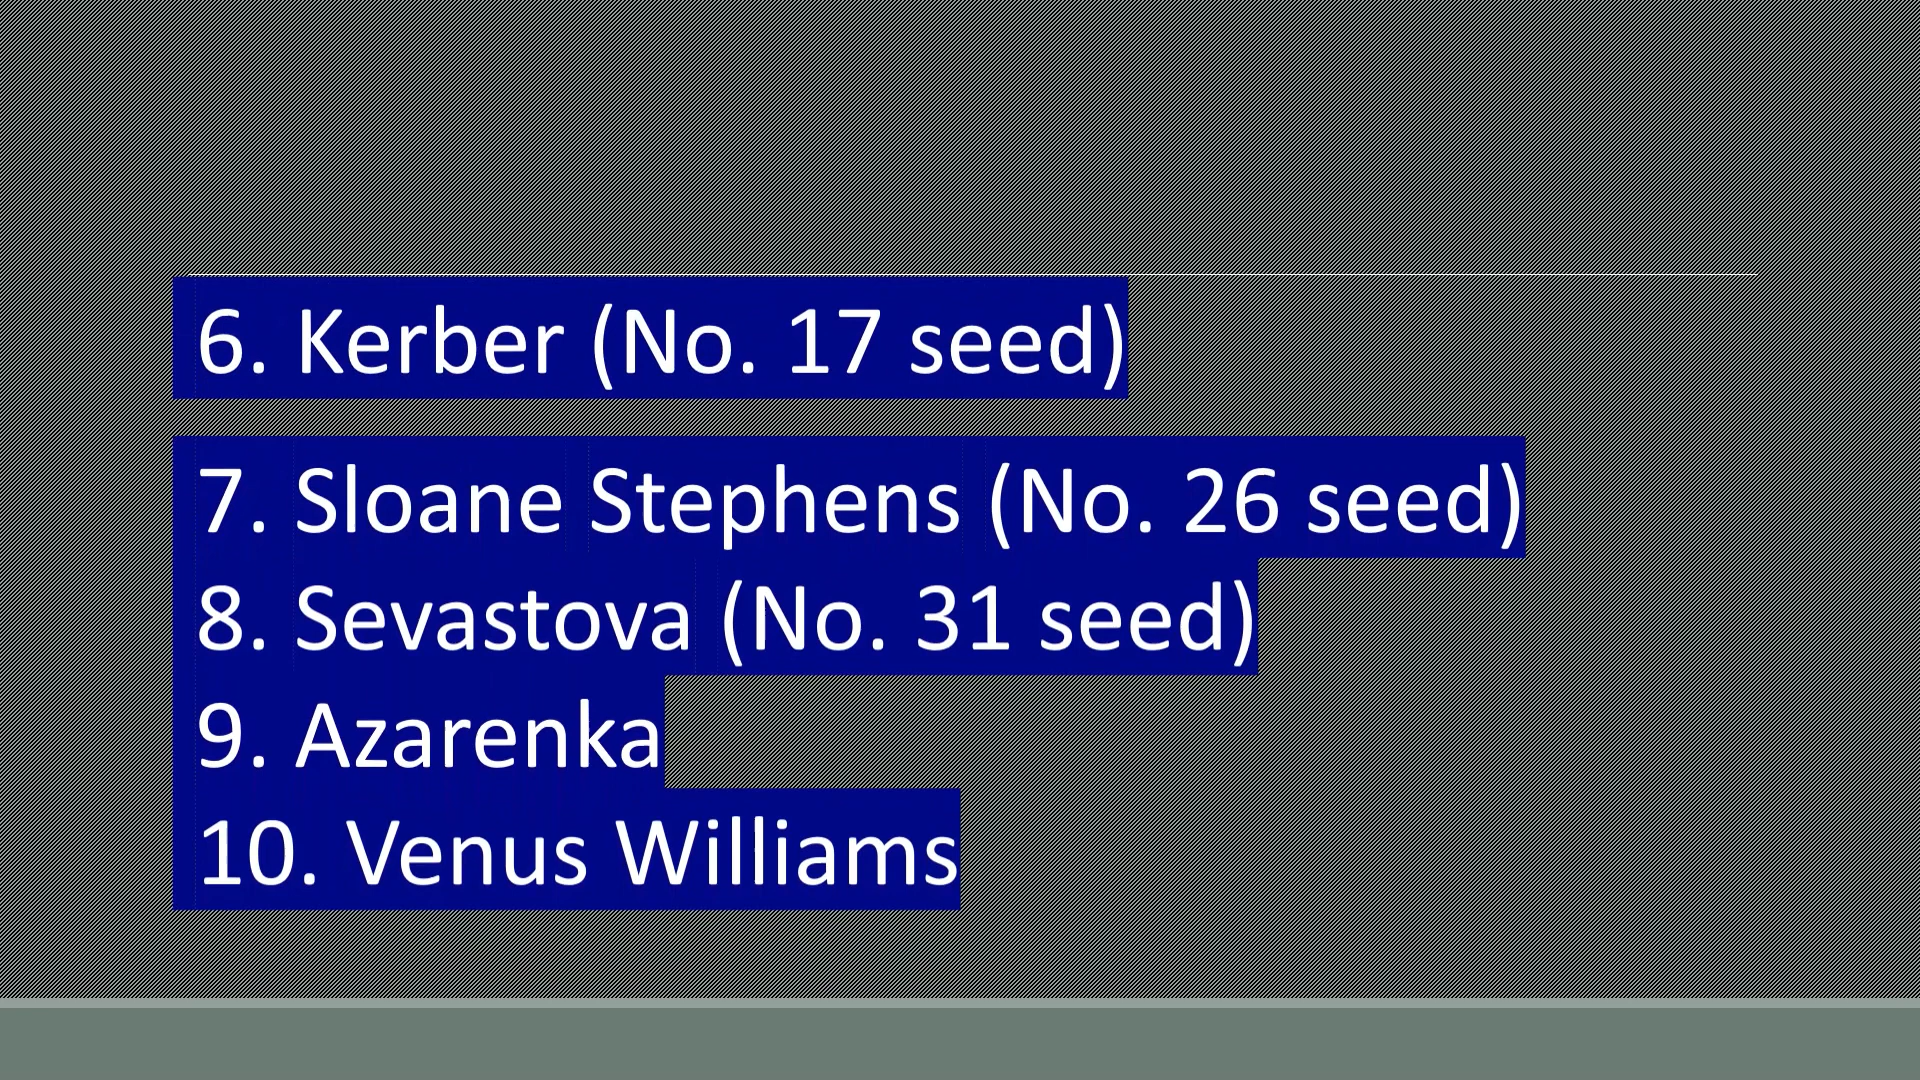 6. Kerber (No. 17 seed)
7. Sloane Stephens (No. 26 seed)
8. Sevastova (No. 31 seed)
9. Azarenka
10. Venus Williams